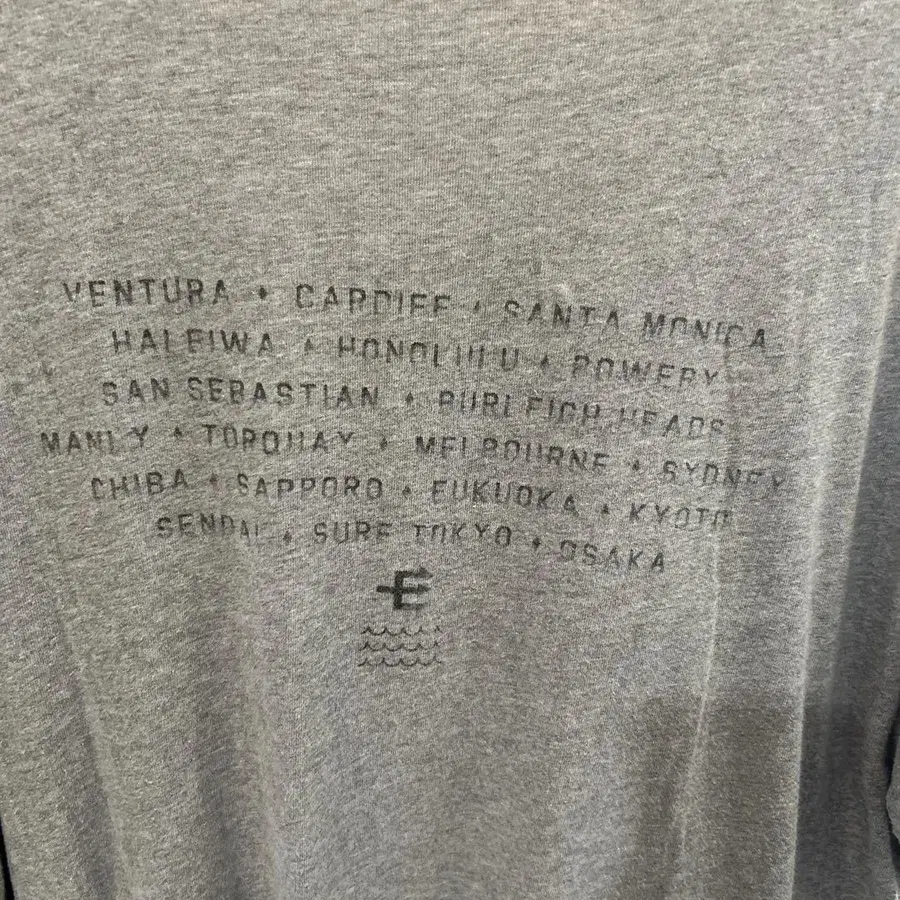 VENTURA + CARDIFF + SANTA MONICA
HALEIWA + HONOLULU + BOWERY
SAN SEBASTIAN + BURLEIGH HEADS
MANLY + TORQUAY + MELBOURNE + SYDNEY
CHIBA + SAPPORO + FUKUOKA + KYOTO
SENDAI + SURF TOKYO + OSAKA
E